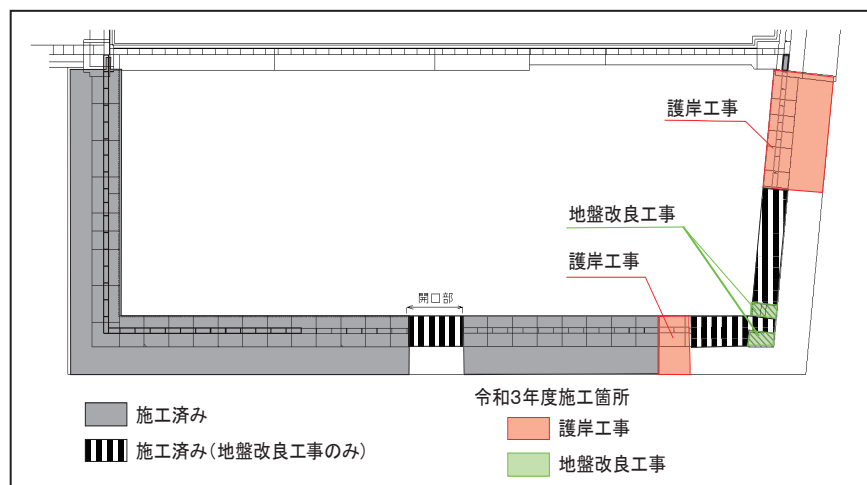 護岸工事
地盤改良工事
護岸工事
開口部
令和3年度施工箇所
施工済み
護岸工事
施工済み(地盤改良工事のみ)
地盤改良工事